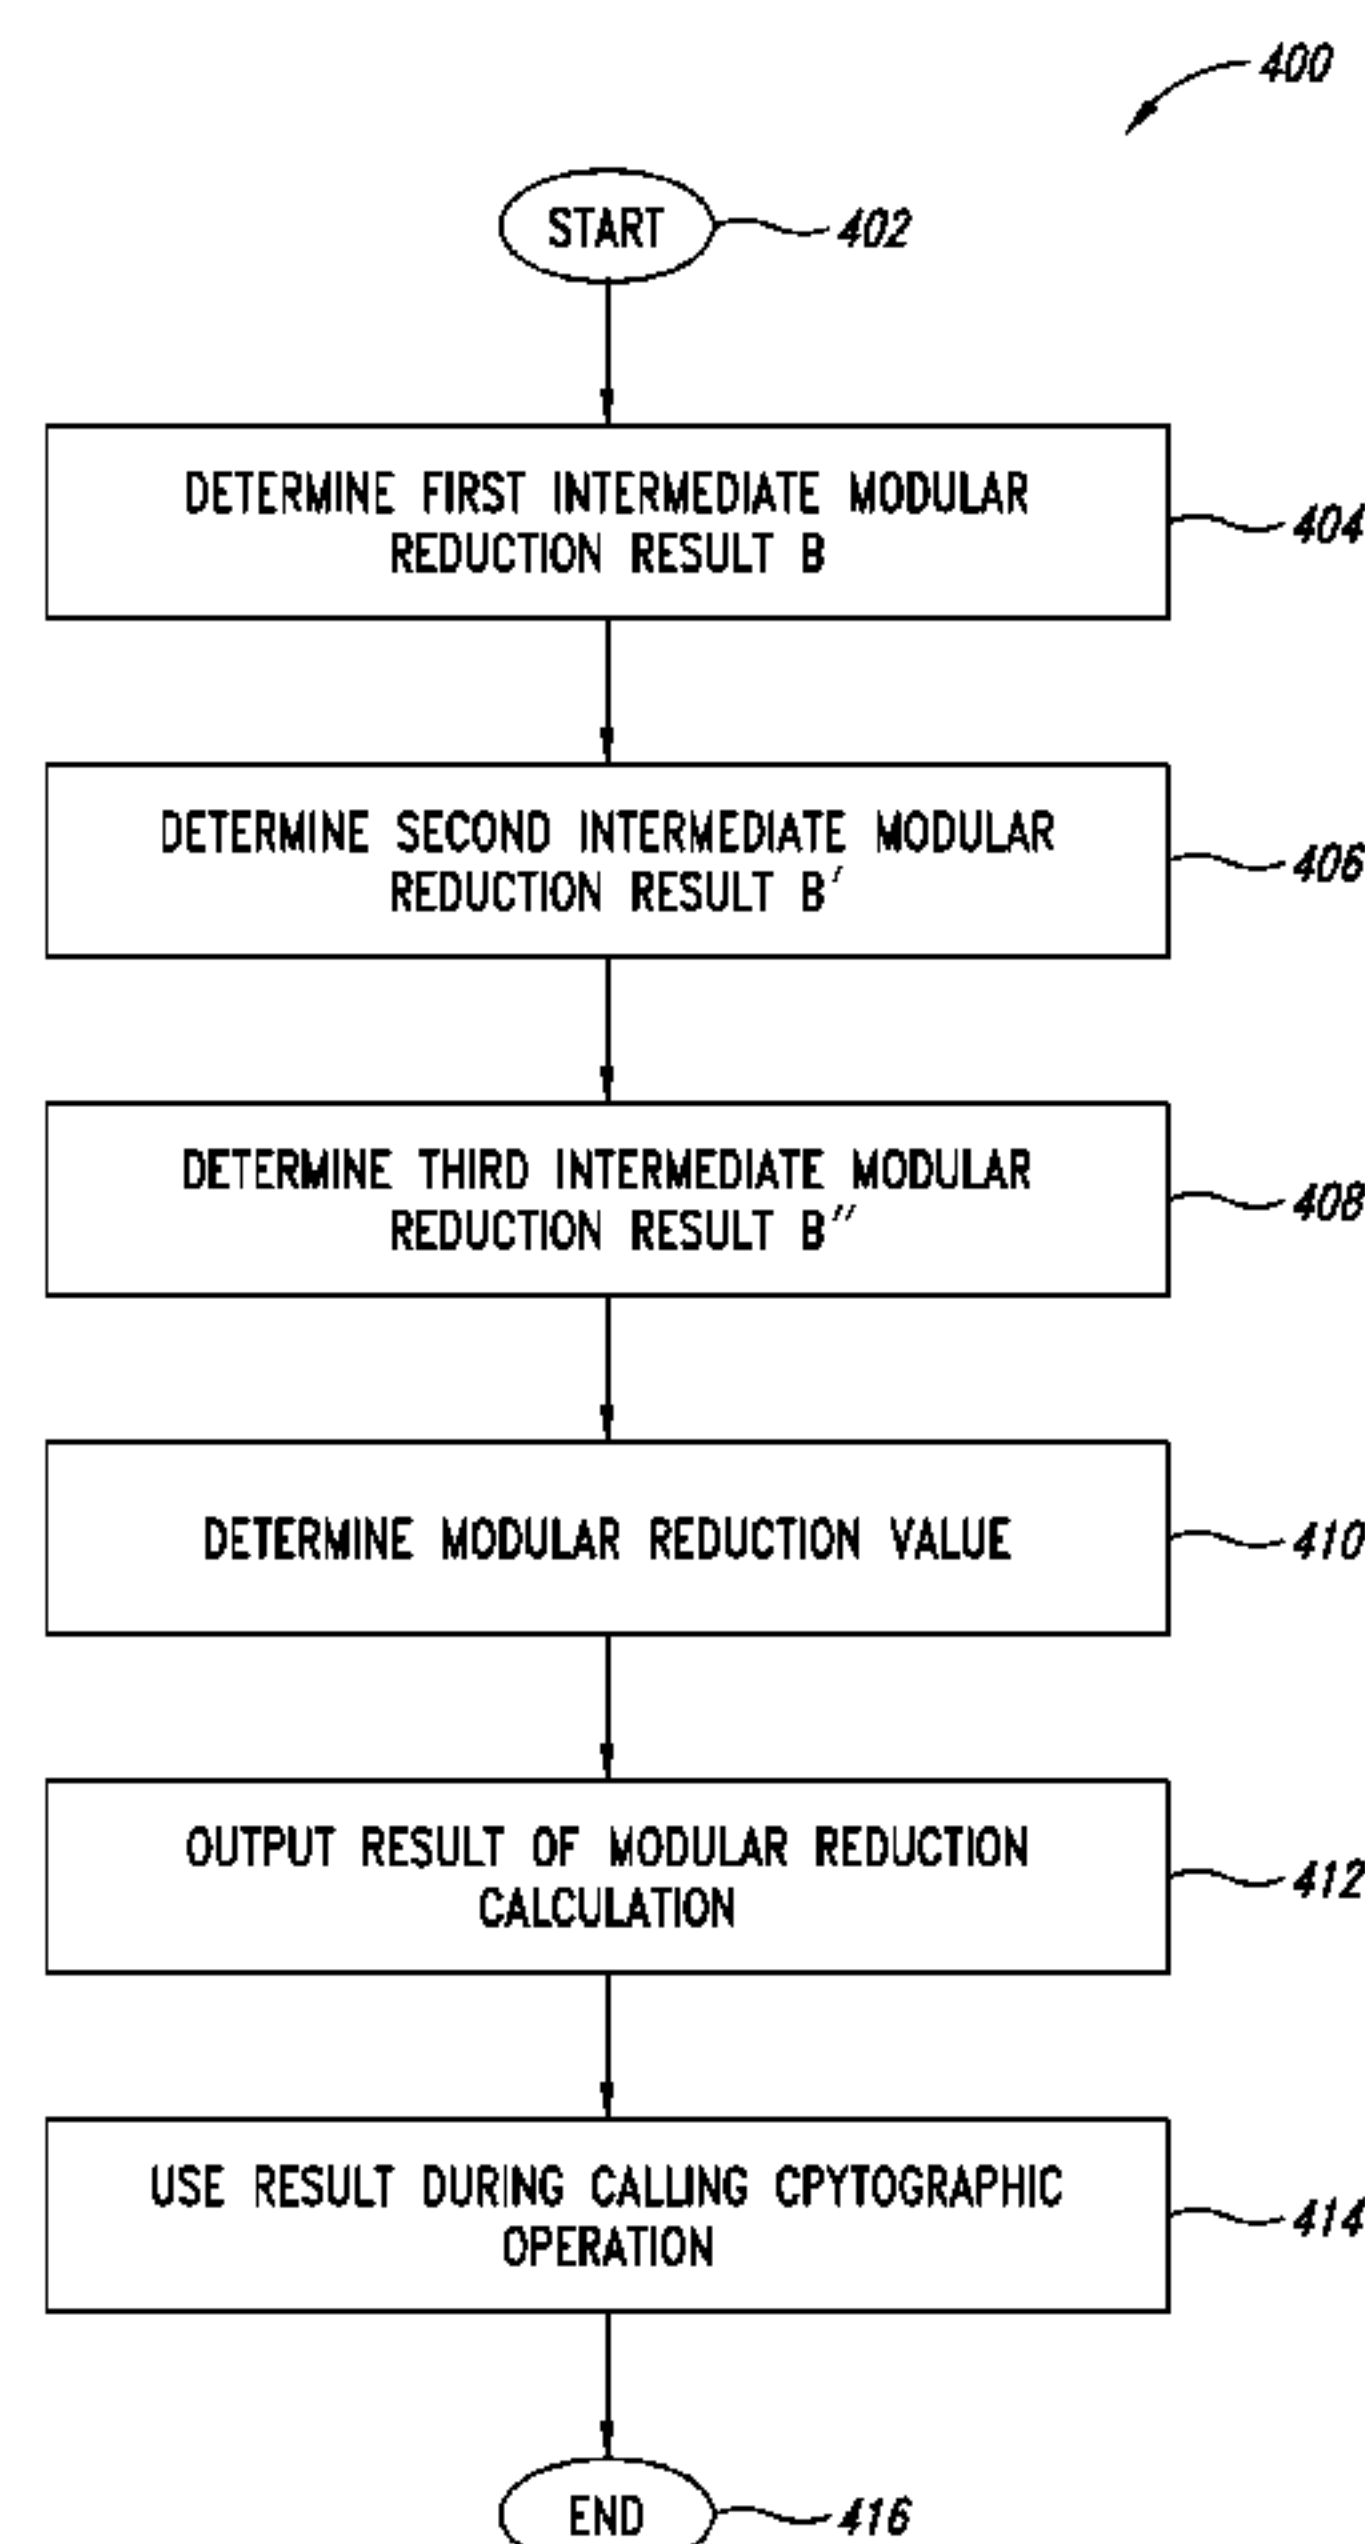 400
START
402
DETERMINE FIRST INTERMEDIATE MODULAR
REDUCTION RESULT B
404
DETERMINE SECOND INTERMEDIATE MODULAR
REDUCTION RESULT B′
406
DETERMINE THIRD INTERMEDIATE MODULAR
REDUCTION RESULT B″
408
DETERMINE MODULAR REDUCTION VALUE
410
OUTPUT RESULT OF MODULAR REDUCTION
CALCULATION
412
USE RESULT DURING CALLING CPYTOGRAPHIC
OPERATION
414
END
416